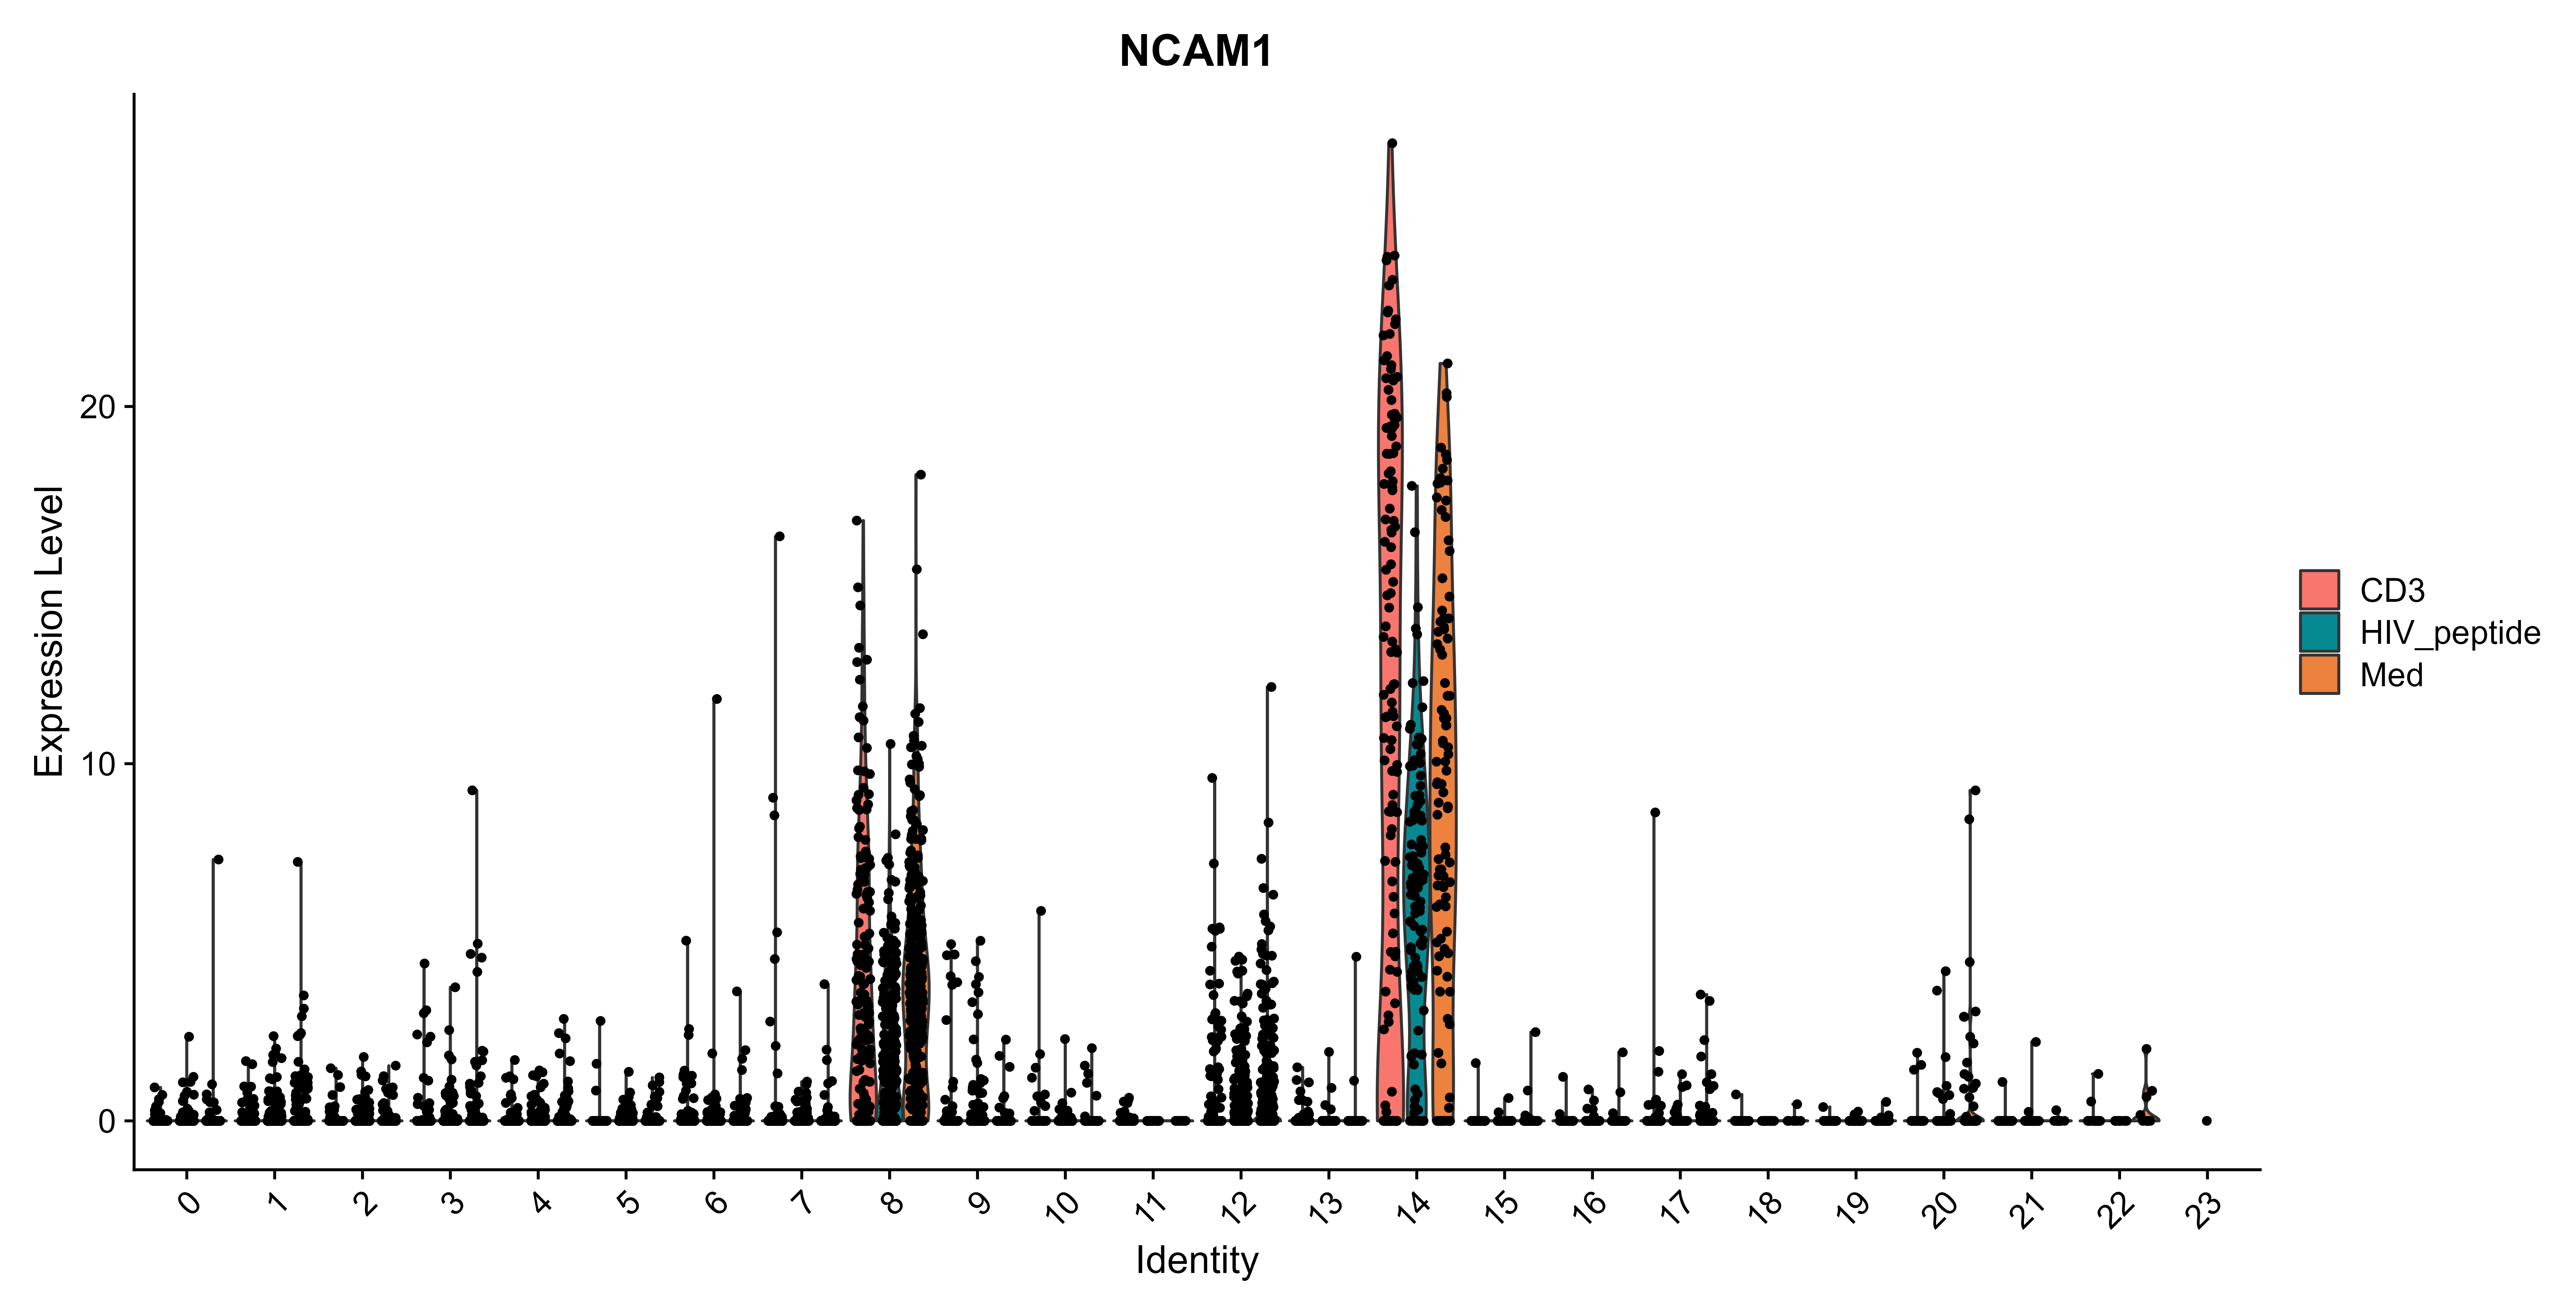 NCAM1
Expression Level
20
10
0
0 1 2 3 4 5 6 7 8 9 10 11 12 13 14 15 16 17 18 19 20 21 22 23
Identity
CD3
HIV_peptide
Med